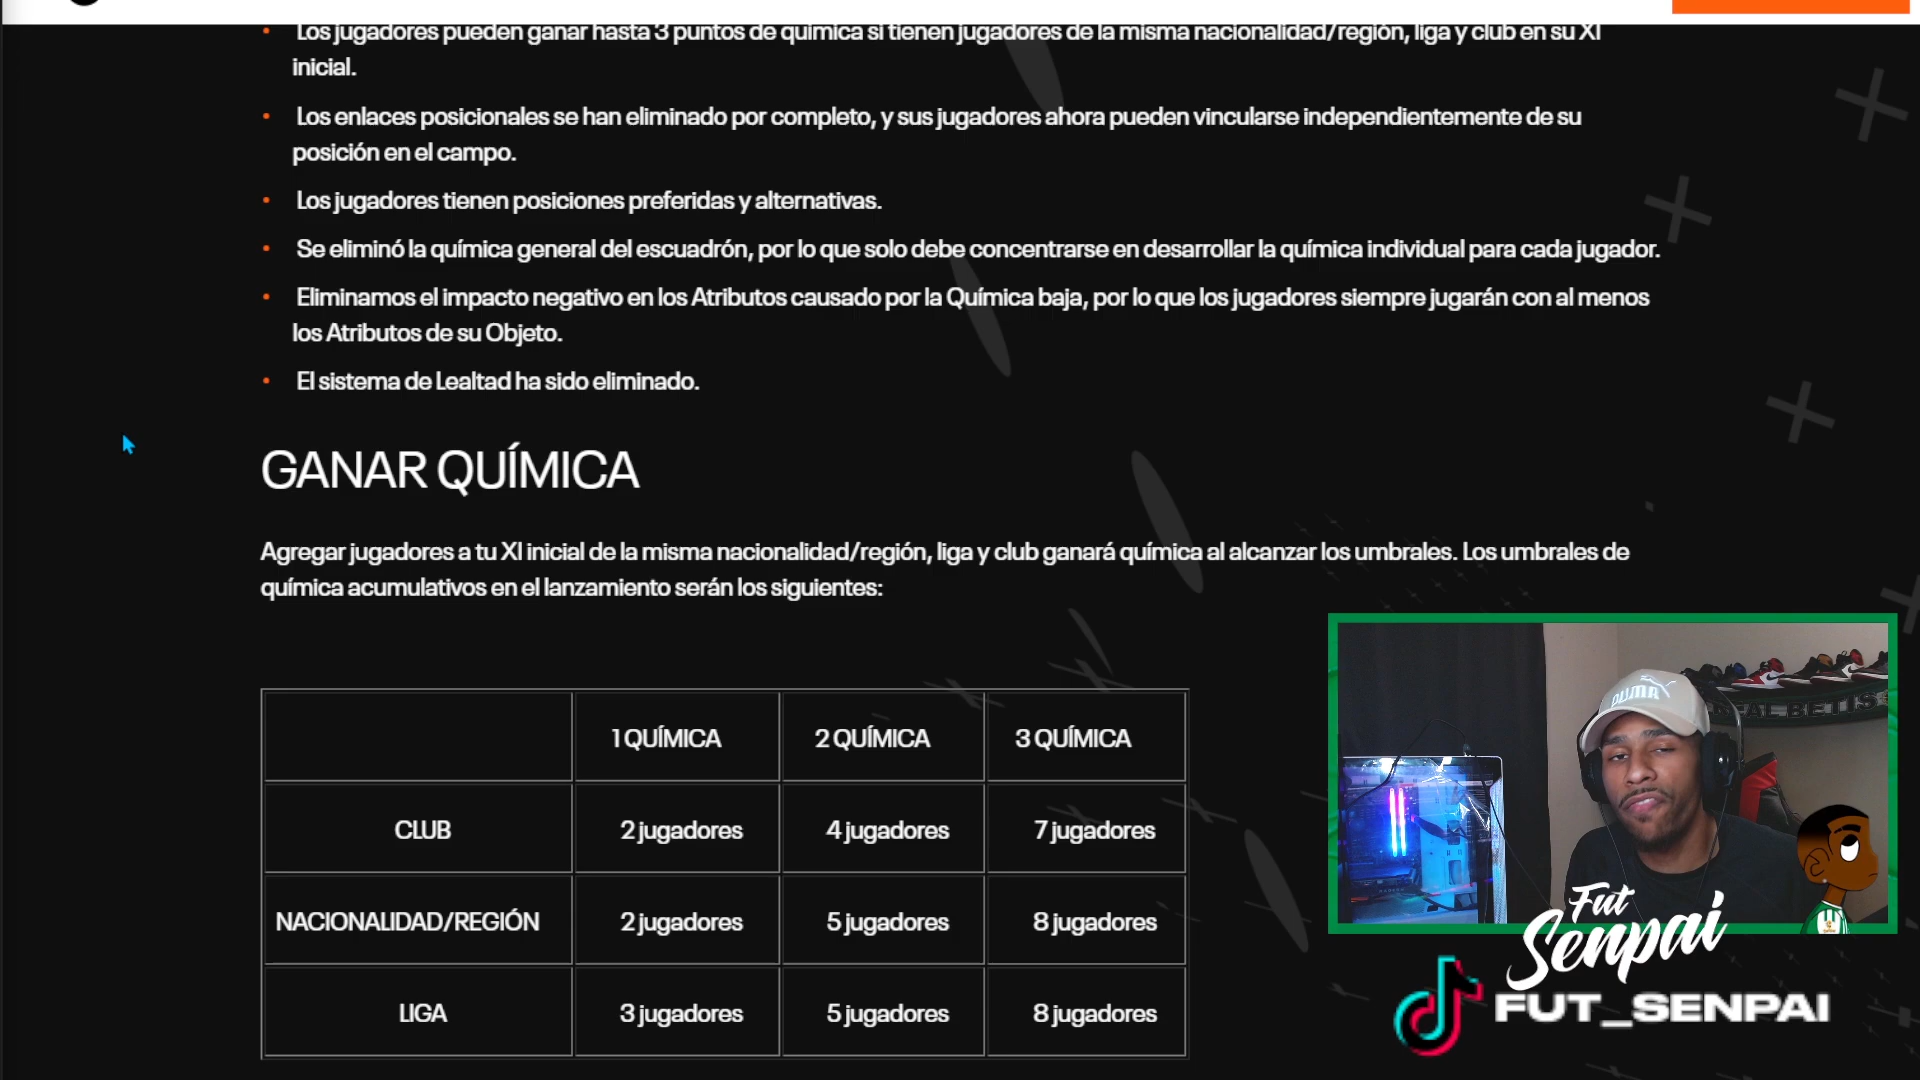 Los jugadores pueden ganar hasta 3 puntos de química si tienen jugadores de la misma nacionalidad/región, liga y club en su XI
inicial.
Los enlaces posicionales se han eliminado por completo, y sus jugadores ahora pueden vincularse independientemente de su
posición en el campo.
Los jugadores tienen posiciones preferidas y alternativas.
Se eliminó la química general del escuadrón, por lo que solo debe concentrarse en desarrollar la química individual para cada jugador.
Eliminamos el impacto negativo en los Atributos causado por la Química baja, por lo que los jugadores siempre jugarán con al menos
los Atributos de su Objeto.
El sistema de Lealtad ha sido eliminado.
GANAR QUÍMICA
Agregar jugadores a tu XI inicial de la misma nacionalidad/región, liga y club ganará química al alcanzar los umbrales. Los umbrales de
química acumulativos en el lanzamiento serán los siguientes:
1 QUÍMICA 2 QUÍMICA 3 QUÍMICA
CLUB 2 jugadores 4 jugadores 7 jugadores
NACIONALIDAD/REGIÓN 2 jugadores 5 jugadores 8 jugadores
LIGA 3 jugadores 5 jugadores 8 jugadores
PUMA
Fut
Senpai
FUT_SENPAI